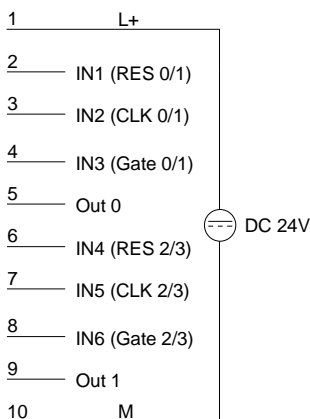 1 L+
2 IN1 (RES 0/1)
3 IN2 (CLK 0/1)
4 IN3 (Gate 0/1)
5 Out 0
DC 24V
6 IN4 (RES 2/3)
7 IN5 (CLK 2/3)
8 IN6 (Gate 2/3)
9 Out 1
10 M